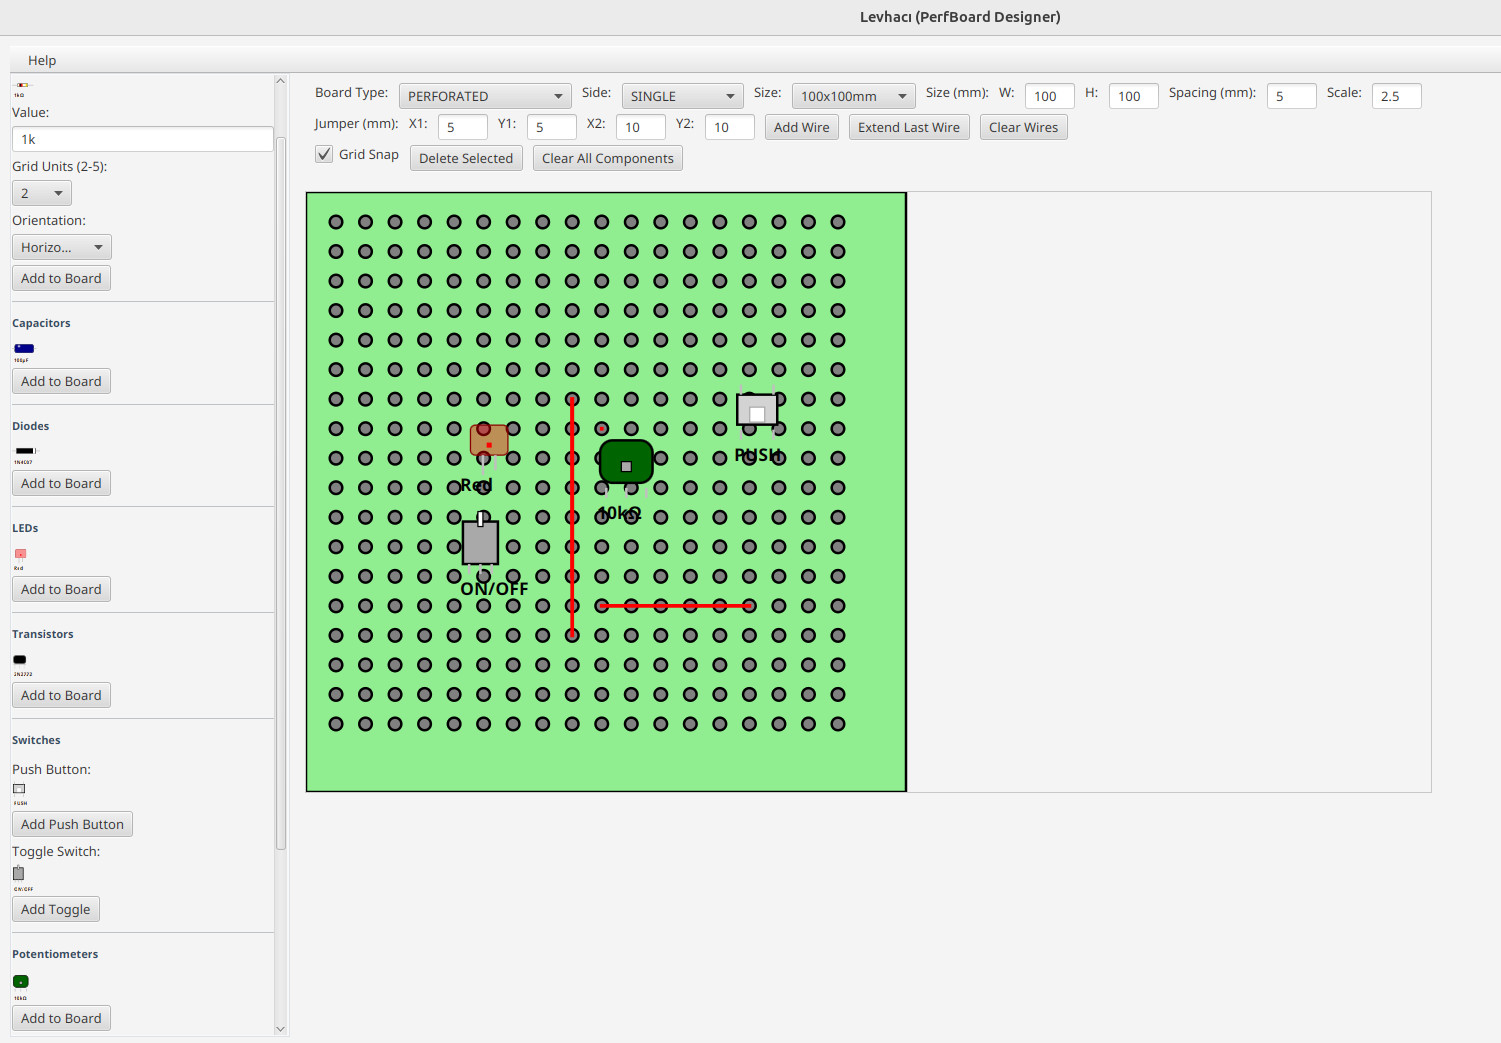 Levhacı (PerfBoard Designer)
Help
1kΩ
Value:
1k
Grid Units (2-5):
2
Orientation:
Horizo...
Add to Board
Capacitors
100µF
Add to Board
Diodes
1N4007
Add to Board
LEDs
Red
Add to Board
Transistors
2N2222
Add to Board
Switches
Push Button:
PUSH
Add Push Button
Toggle Switch:
ON/OFF
Add Toggle
Potentiometers
10kΩ
Add to Board
Board Type: PERFORATED Side: SINGLE Size: 100x100mm Size (mm): W: 100 H: 100 Spacing (mm): 5 Scale: 2.5
Jumper (mm): X1: 5 Y1: 5 X2: 10 Y2: 10 Add Wire Extend Last Wire Clear Wires
Grid Snap Delete Selected Clear All Components
PUSH
Red
10kΩ
ON/OFF